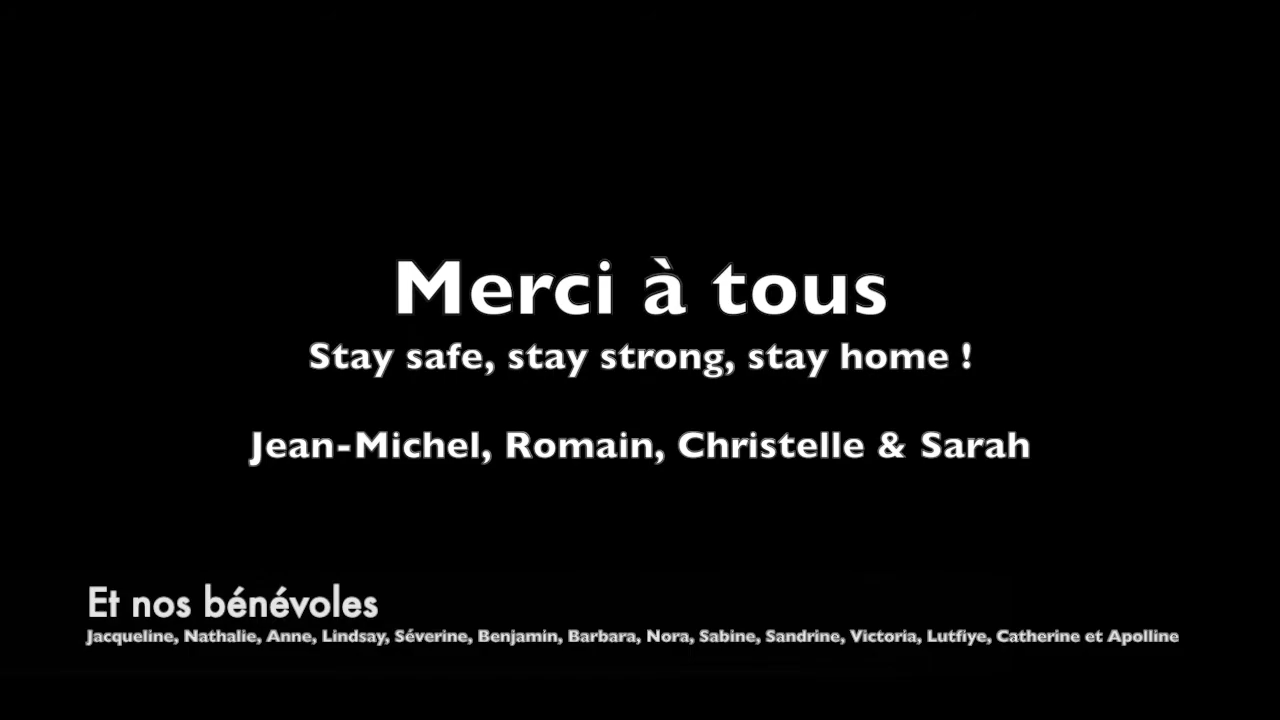 Merci à tous
Stay safe, stay strong, stay home !
Jean-Michel, Romain, Christelle & Sarah
Et nos bénévoles
Jacqueline, Nathalie, Anne, Lindsay, Séverine, Benjamin, Barbara, Nora, Sabine, Sandrine, Victoria, Lutfiye, Catherine et Apolline